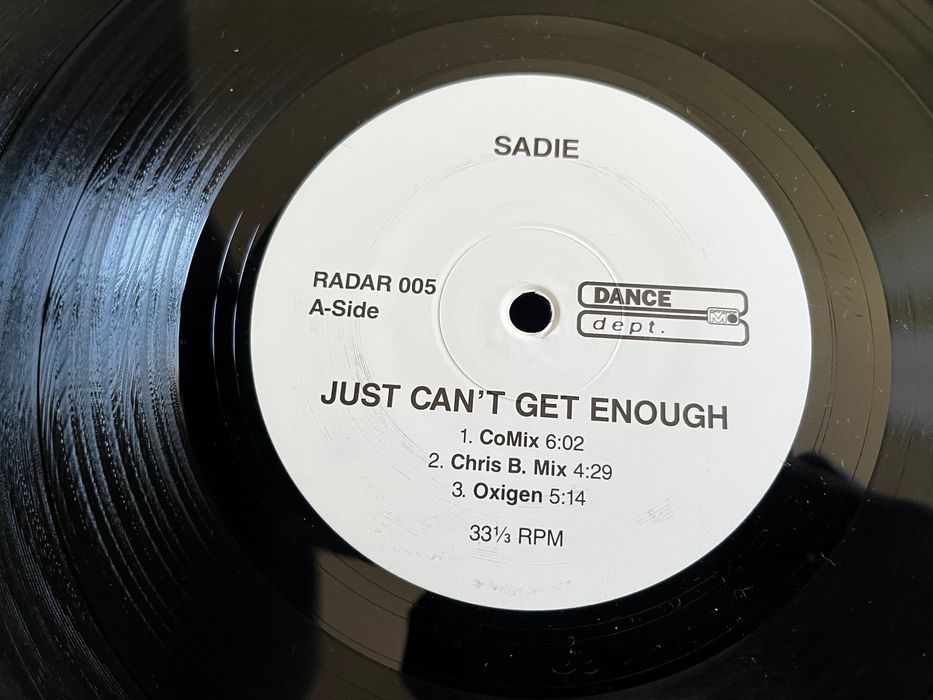 SADIE
RADAR 005
A-Side
DANCE
dept.
JUST CAN'T GET ENOUGH
1. CoMix 6:02
2. Chris B. Mix 4:29
3. Oxigen 5:14
33⅓ RPM